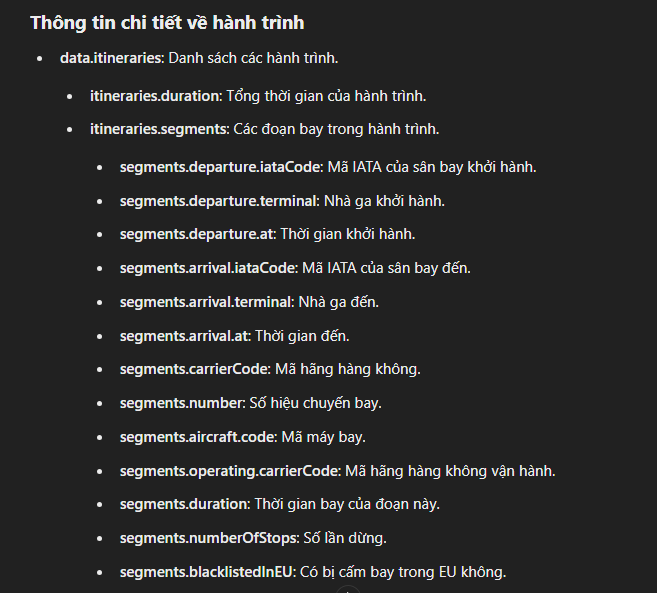 Thông tin chi tiết về hành trình
data.itineraries: Danh sách các hành trình.
itineraries.duration: Tổng thời gian của hành trình.
itineraries.segments: Các đoạn bay trong hành trình.
segments.departure.iataCode: Mã IATA của sân bay khởi hành.
segments.departure.terminal: Nhà ga khởi hành.
segments.departure.at: Thời gian khởi hành.
segments.arrival.iataCode: Mã IATA của sân bay đến.
segments.arrival.terminal: Nhà ga đến.
segments.arrival.at: Thời gian đến.
segments.carrierCode: Mã hãng hàng không.
segments.number: Số hiệu chuyến bay.
segments.aircraft.code: Mã máy bay.
segments.operating.carrierCode: Mã hãng hàng không vận hành.
segments.duration: Thời gian bay của đoạn này.
segments.numberOfStops: Số lần dừng.
segments.blacklistedInEU: Có bị cấm bay trong EU không.